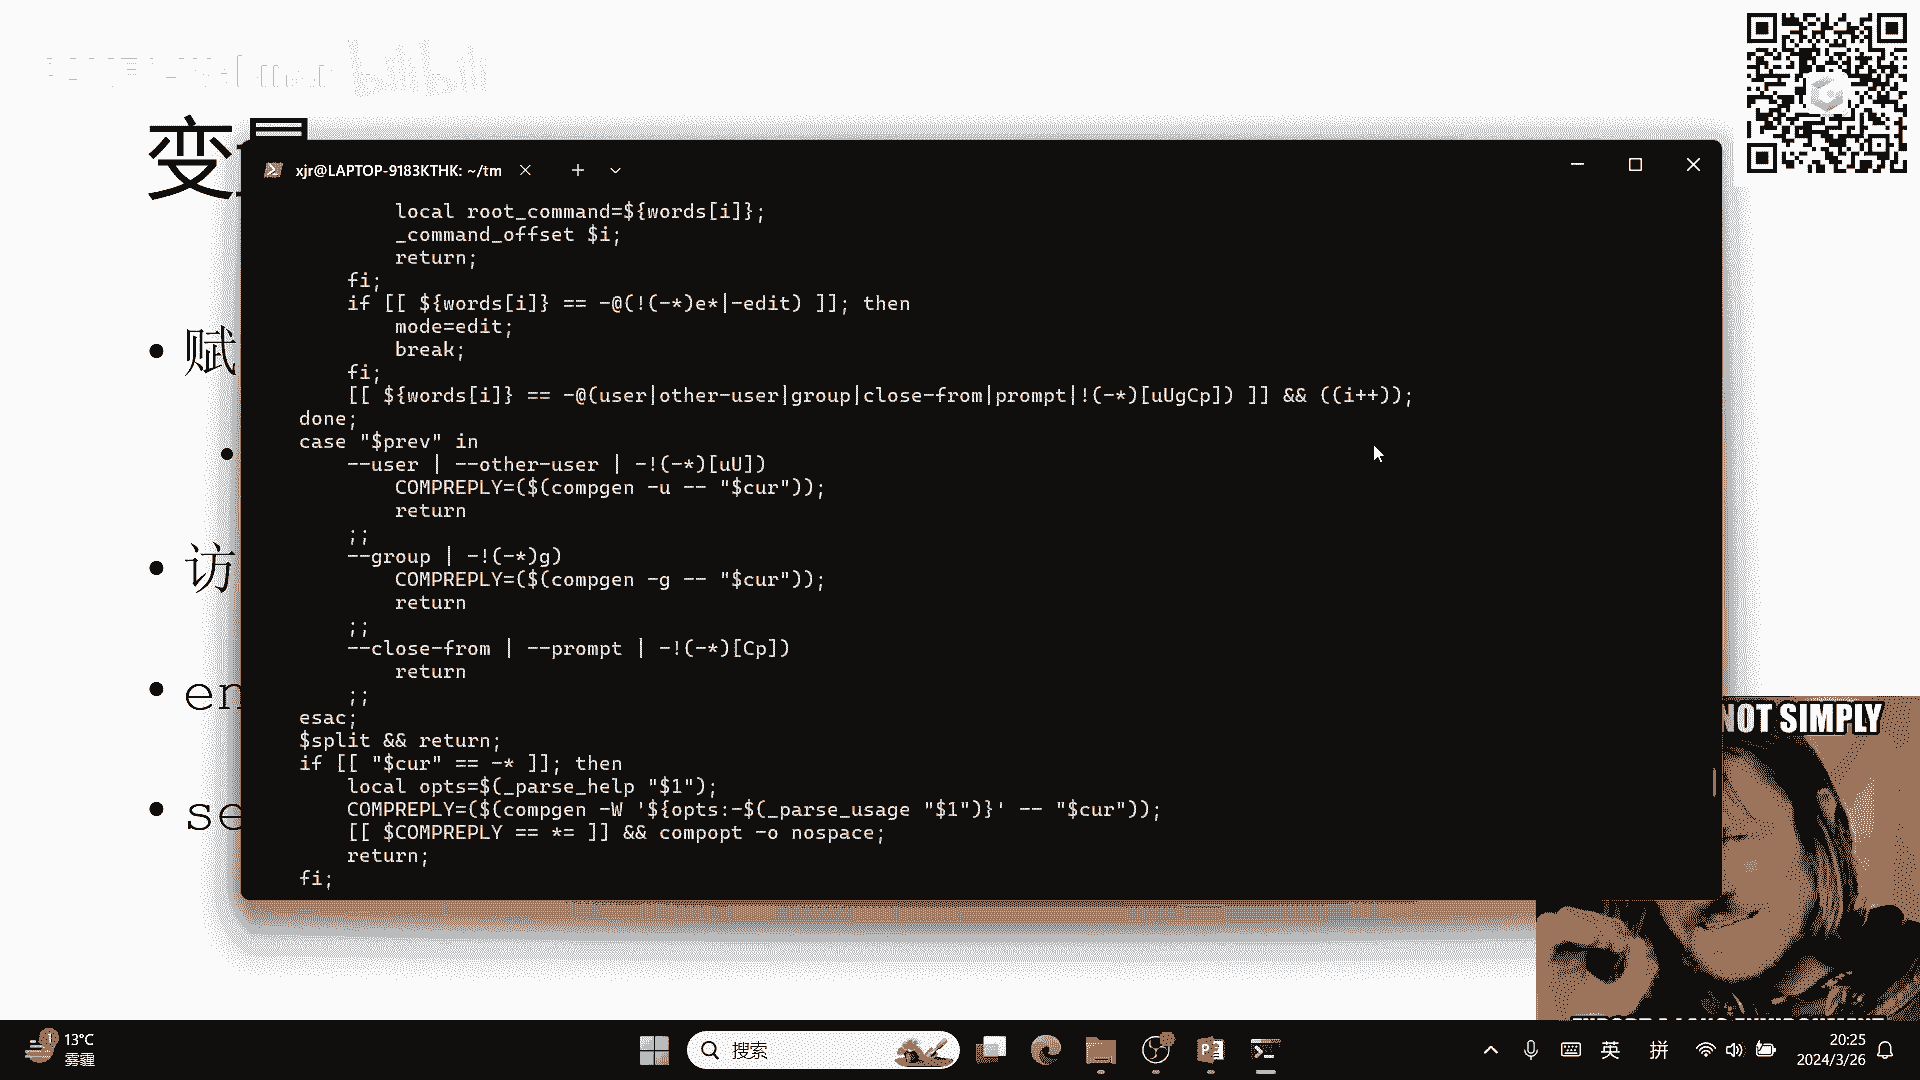 bilibili
变量
xjr@LAPTOP-9183KTHK: ~/tm
local root_command=${words[i]};
_command_offset $i;
return;
fi;
if [[ ${words[i]} == -@(!(-*)e*|-edit) ]]; then
mode=edit;
break;
fi;
[[ ${words[i]} == -@(user|other-user|group|close-from|prompt|!(-*)[uUgCp]) ]] && ((i++));
done;
case "$prev" in
--user | --other-user | -!(-*)[uU])
COMPREPLY=($(compgen -u -- "$cur"));
return
;;
--group | -!(-*)g)
COMPREPLY=($(compgen -g -- "$cur"));
return
;;
--close-from | --prompt | -!(-*)[Cp])
return
;;
esac;
$split && return;
if [[ "$cur" == -* ]]; then
local opts=$(_parse_help "$1");
COMPREPLY=($(compgen -W '${opts:-$(_parse_usage "$1")}' -- "$cur"));
[[ $COMPREPLY == *= ]] && compopt -o nospace;
return;
fi;
• 赋
•
• 访
• en
• se
NOT SIMPLY
1
13°C
雾霾
搜索
英
拼
20:25
2024/3/26